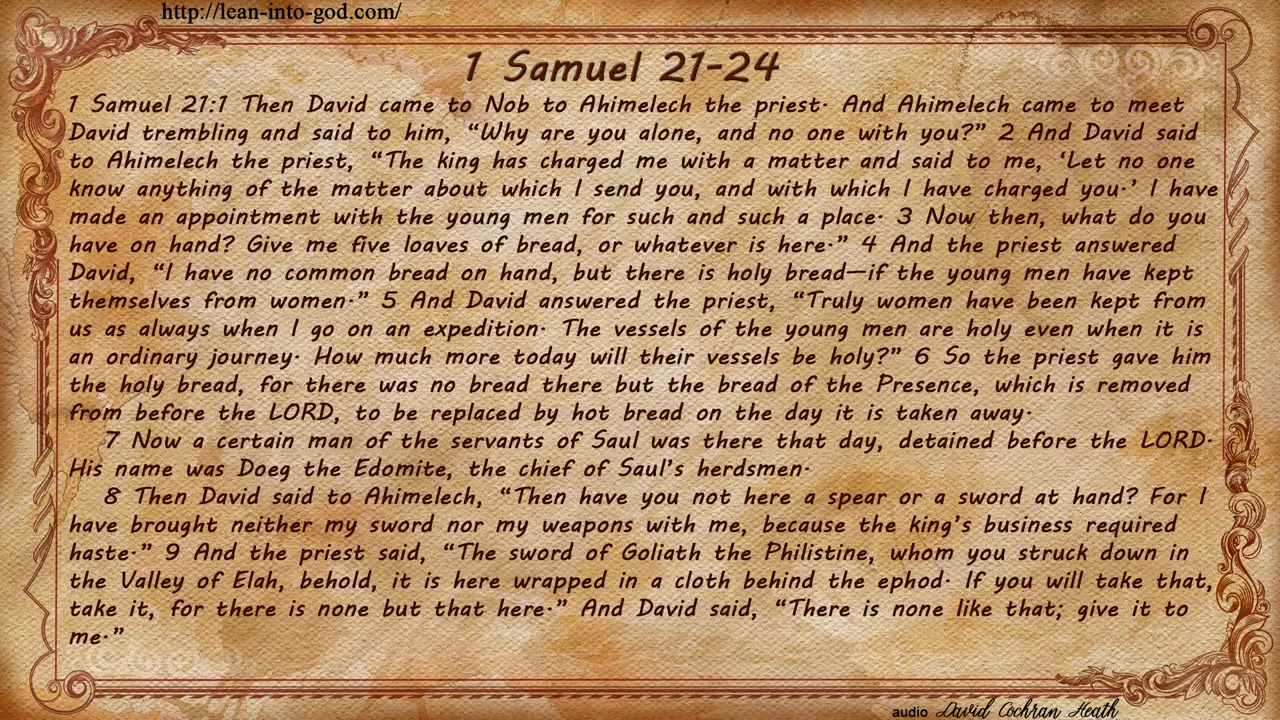 http://lean-into-god.com/
1 Samuel 21-24
1 Samuel 21:1 Then David came to Nob to Ahimelech the priest. And Ahimelech came to meet
David trembling and said to him, “Why are you alone, and no one with you?” 2 And David said
to Ahimelech the priest, “The king has charged me with a matter and said to me, ‘Let no one
know anything of the matter about which I send you, and with which I have charged you.’ I have
made an appointment with the young men for such and such a place. 3 Now then, what do you
have on hand? Give me five loaves of bread, or whatever is here.” 4 And the priest answered
David, “I have no common bread on hand, but there is holy bread—if the young men have kept
themselves from women.” 5 And David answered the priest, “Truly women have been kept from
us as always when I go on an expedition. The vessels of the young men are holy even when it is
an ordinary journey. How much more today will their vessels be holy?” 6 So the priest gave him
the holy bread, for there was no bread there but the bread of the Presence, which is removed
from before the LORD, to be replaced by hot bread on the day it is taken away.
7 Now a certain man of the servants of Saul was there that day, detained before the LORD.
His name was Doeg the Edomite, the chief of Saul’s herdsmen.
8 Then David said to Ahimelech, “Then have you not here a spear or a sword at hand? For I
have brought neither my sword nor my weapons with me, because the king’s business required
haste.” 9 And the priest said, “The sword of Goliath the Philistine, whom you struck down in
the Valley of Elah, behold, it is here wrapped in a cloth behind the ephod. If you will take that,
take it, for there is none but that here.” And David said, “There is none like that; give it to
me.”
audio David Cochran Heath